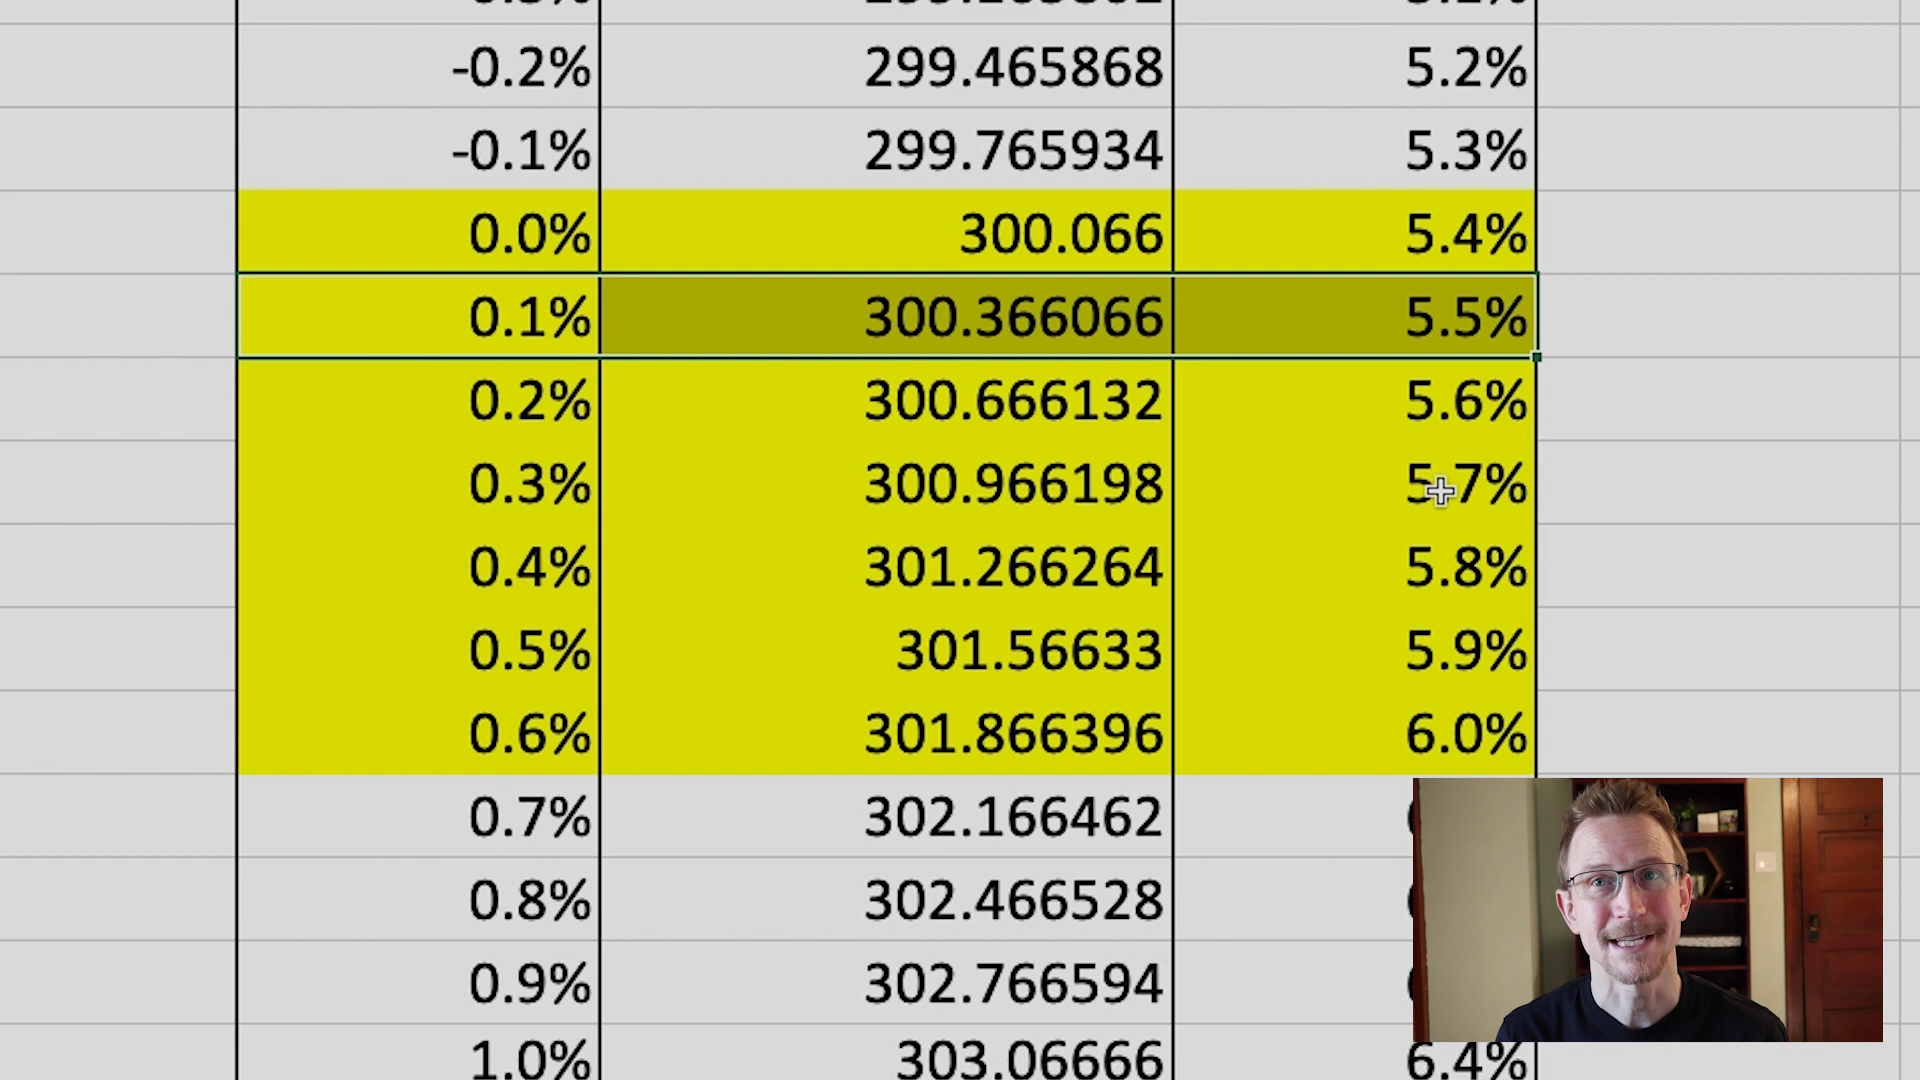 -0.2% 299.465868 5.2%
-0.1% 299.765934 5.3%
0.0% 300.066 5.4%
0.1% 300.366066 5.5%
0.2% 300.666132 5.6%
0.3% 300.966198 5.7%
0.4% 301.266264 5.8%
0.5% 301.56633 5.9%
0.6% 301.866396 6.0%
0.7% 302.166462
0.8% 302.466528
0.9% 302.766594
1.0% 303.06666 6.4%